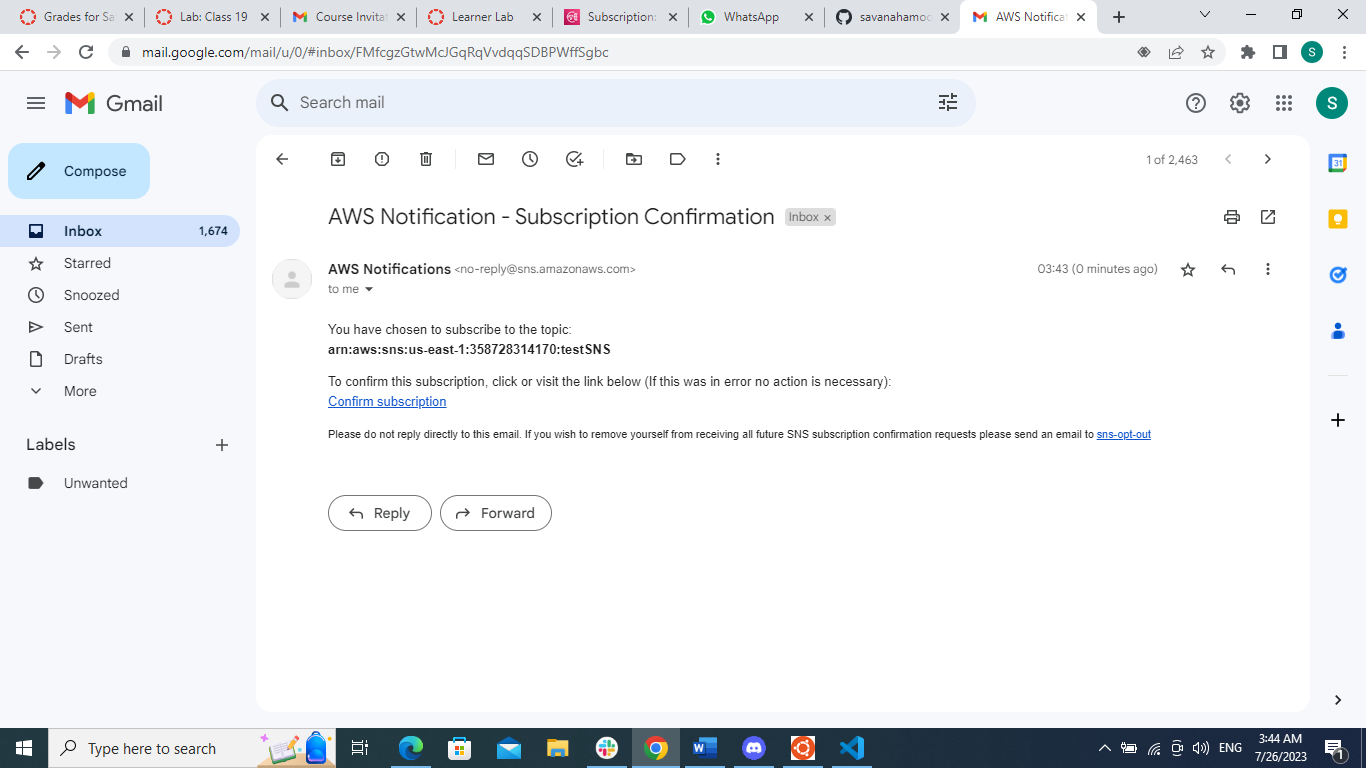 Grades for Sa
Lab: Class 19
Course Invita
Learner Lab
Subscription:
WhatsApp
savanahamoo
AWS Notificat
mail.google.com/mail/u/0/#inbox/FMfcgzGtwMcJGqRqVvdqqSDBPWffSgbc
S
Gmail
Search mail
S
Compose
1 of 2,463
31
AWS Notification - Subscription Confirmation
Inbox ×
Inbox
1,674
Starred
AWS Notifications <no-reply@sns.amazonaws.com>
03:43 (0 minutes ago)
to me
Snoozed
Sent
You have chosen to subscribe to the topic:
arn:aws:sns:us-east-1:358728314170:testSNS
Drafts
To confirm this subscription, click or visit the link below (If this was in error no action is necessary):
More
Confirm subscription
Please do not reply directly to this email. If you wish to remove yourself from receiving all future SNS subscription confirmation requests please send an email to sns-opt-out
Labels
Unwanted
Reply
Forward
Type here to search
ENG
3:44 AM
7/26/2023
1